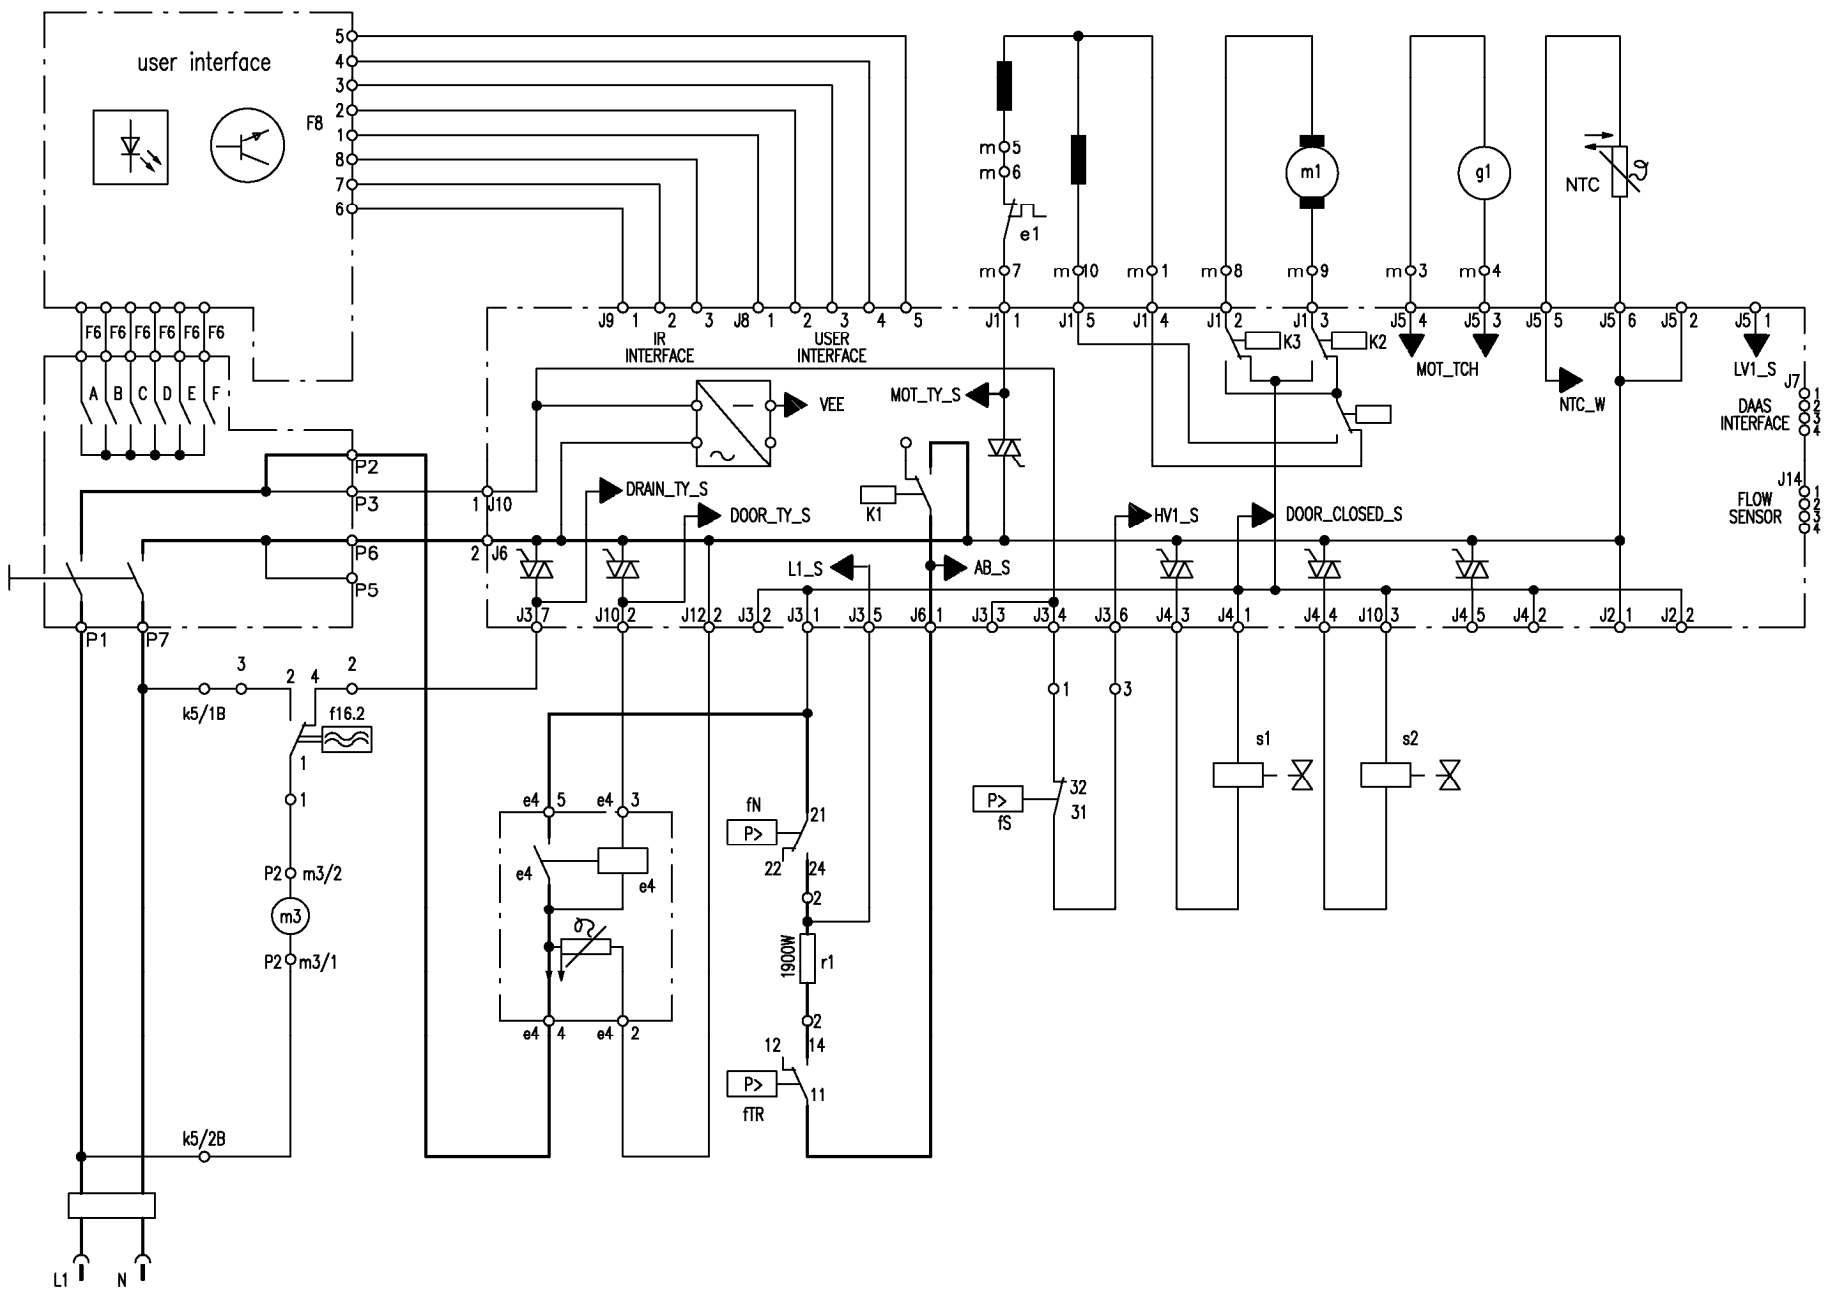 user interface
F8
5
4
3
2
1
8
7
6
F6 F6 F6 F6 F6 F6
A B C D E F
P2
P3
P6
P5
P1 P7
m 5
m 6
e1
m 7 m 10 m 1 m 8 m 9 m 3 m 4
m1
g1
NTC
J9 1 2 3 J8 1 2 3 4 5
IR
INTERFACE
USER
INTERFACE
J1 1 J1 5 J1 4 J1 2 J1 3 J5 4 J5 3 J5 5 J5 6 J5 2 J5 1
K3 K2
MOT_TCH
LV1_S
NTC_W
J7
1
2
3
4
DAAS
INTERFACE
J14
1
2
3
4
FLOW
SENSOR
VEE
MOT_TY_S
1 J10
DRAIN_TY_S
DOOR_TY_S
K1
HV1_S
DOOR_CLOSED_S
2 J6
L1_S
AB_S
J3 7 J10 2 J12 2 J3 2 J3 1 J3 5 J6 1 J3 3 J3 4 J3 6 J4 3 J4 1 J4 4 J10 3 J4 5 J4 2 J2 1 J2 2
3 2 4 2
k5/1B
f16.2
1
1
P2 m3/2
m3
P2 m3/1
k5/2B
L1 N
e4 5 e4 3
e4
e4
e4 4 e4 2
fN
P>
21
22 24
2
1900W
r1
2
12 14
P>
11
fTR
1 3
P>
fS
32
31
s1
s2